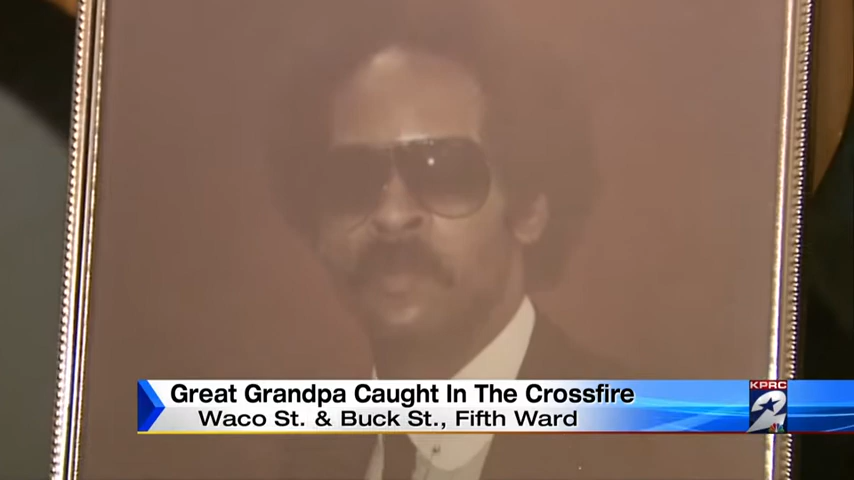 Great Grandpa Caught In The Crossfire
Waco St. & Buck St., Fifth Ward
KPRC
2